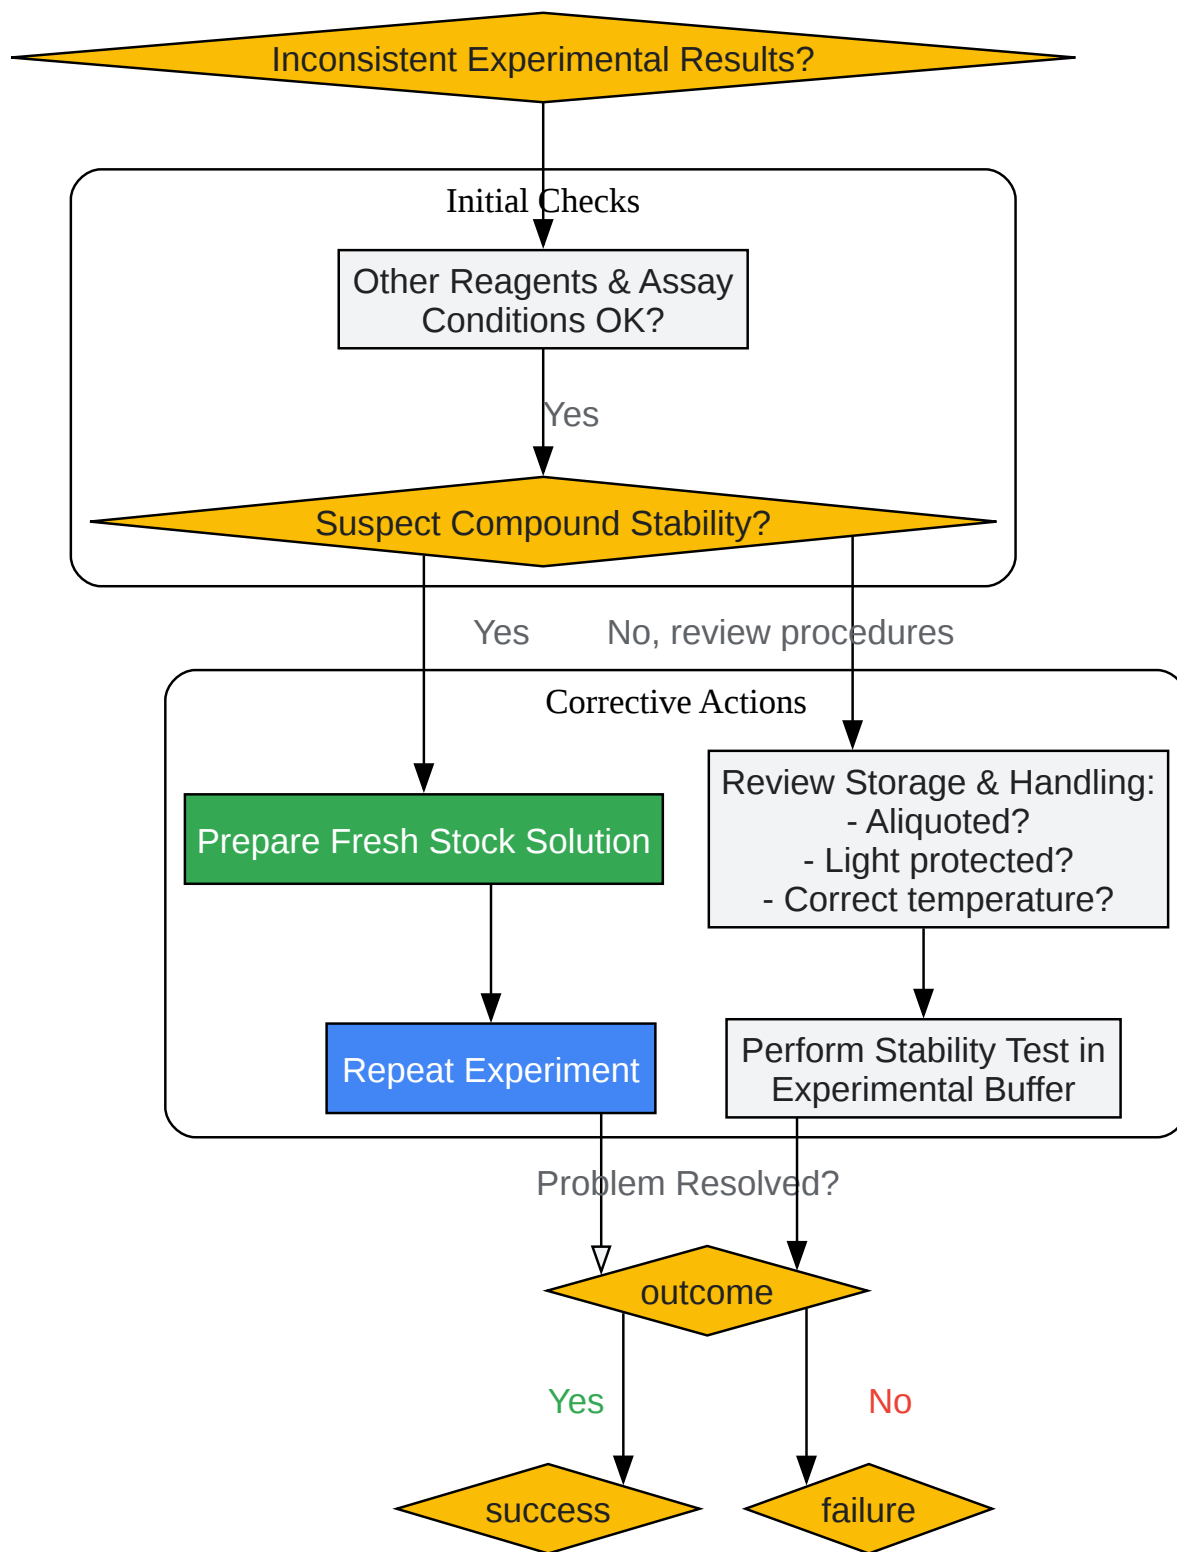 Inconsistent Experimental Results?
Initial Checks
Other Reagents & Assay
Conditions OK?
Yes
Suspect Compound Stability?
Yes
No, review procedures
Corrective Actions
Prepare Fresh Stock Solution
Review Storage & Handling:
- Aliquoted?
- Light protected?
- Correct temperature?
Repeat Experiment
Perform Stability Test in
Experimental Buffer
Problem Resolved?
outcome
Yes
No
success
failure